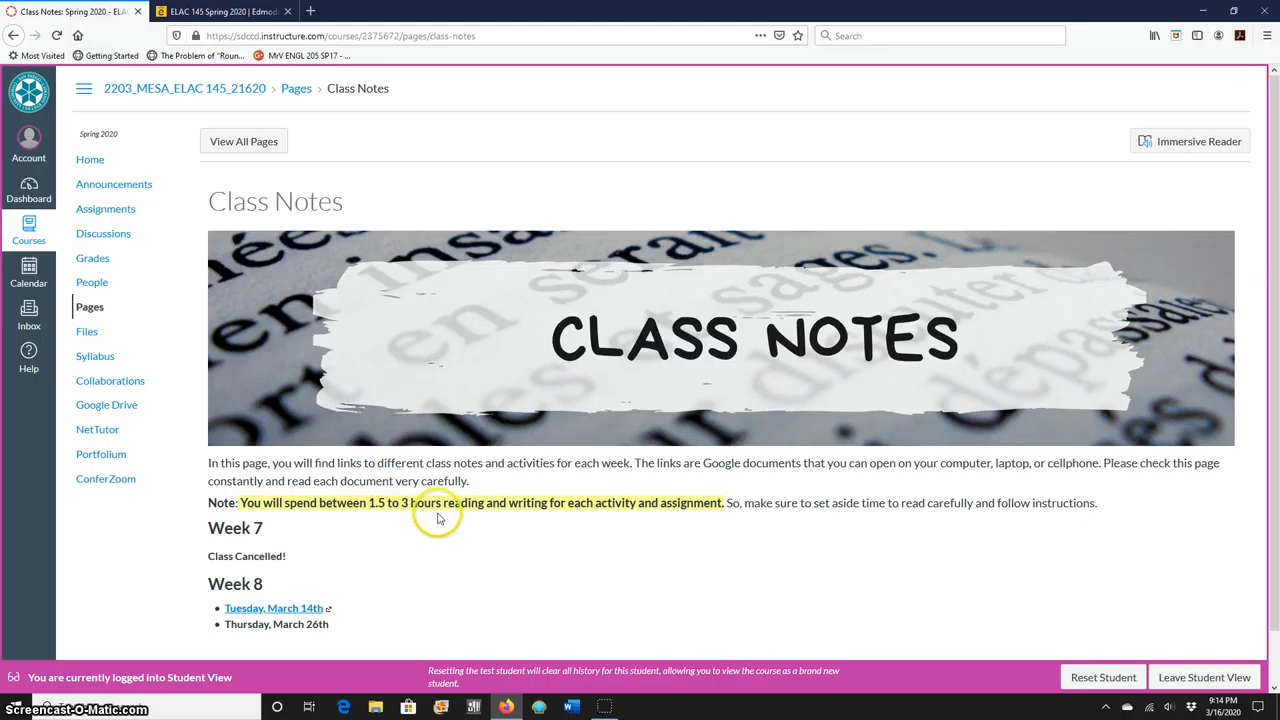 Class Notes: Spring 2020 - ELAC
ELAC 145 Spring 2020 | Edmodo
https://sdccd.instructure.com/courses/2375672/pages/class-notes
Search
Most Visited
Getting Started
The Problem of "Roun...
MrV ENGL 205 SP17 - ...
2203_MESA_ELAC 145_21620 > Pages > Class Notes
Account
Dashboard
Courses
Calendar
Inbox
Help
Spring 2020
Home
Announcements
Assignments
Discussions
Grades
People
Pages
Files
Syllabus
Collaborations
Google Drive
NetTutor
Portfolium
ConferZoom
View All Pages
Immersive Reader
Class Notes
CLASS NOTES
In this page, you will find links to different class notes and activities for each week. The links are Google documents that you can open on your computer, laptop, or cellphone. Please check this page
constantly and read each document very carefully.
Note: You will spend between 1.5 to 3 hours reading and writing for each activity and assignment. So, make sure to set aside time to read carefully and follow instructions.
Week 7
Class Cancelled!
Week 8
Tuesday, March 14th
Thursday, March 26th
You are currently logged into Student View
Resetting the test student will clear all history for this student, allowing you to view the course as a brand new
student.
Reset Student
Leave Student View
Screencast-O-Matic.com
9:14 PM
3/16/2020